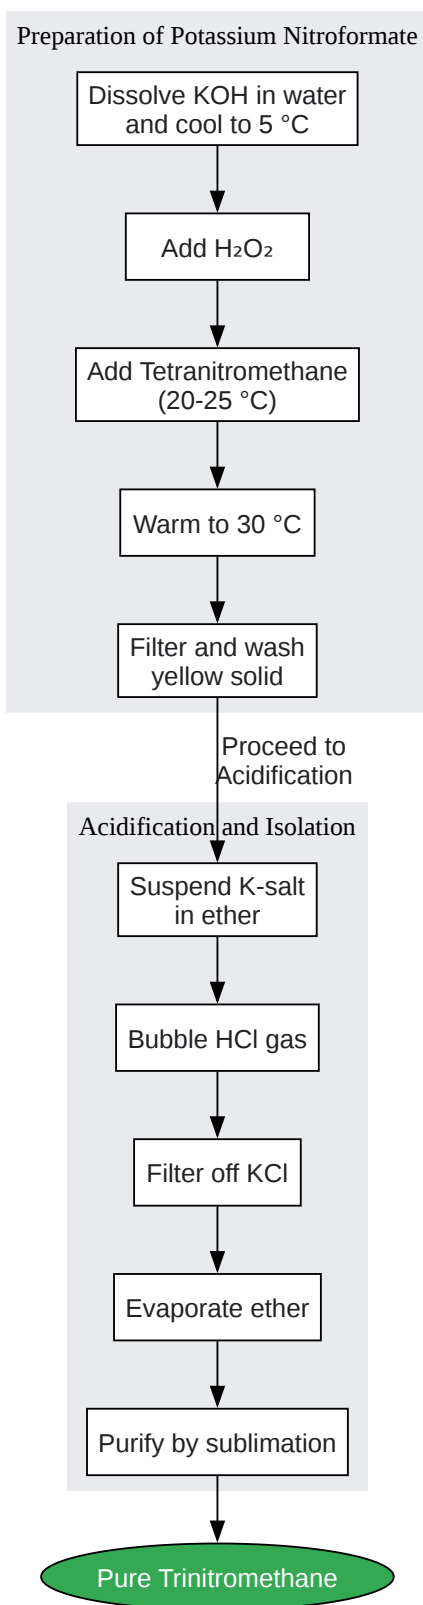 Preparation of Potassium Nitroformate
Dissolve KOH in water
and cool to 5 °C
Add H₂O₂
Add Tetranitromethane
(20-25 °C)
Warm to 30 °C
Filter and wash
yellow solid
Proceed to
Acidification
Acidification and Isolation
Suspend K-salt
in ether
Bubble HCl gas
Filter off KCl
Evaporate ether
Purify by sublimation
Pure Trinitromethane